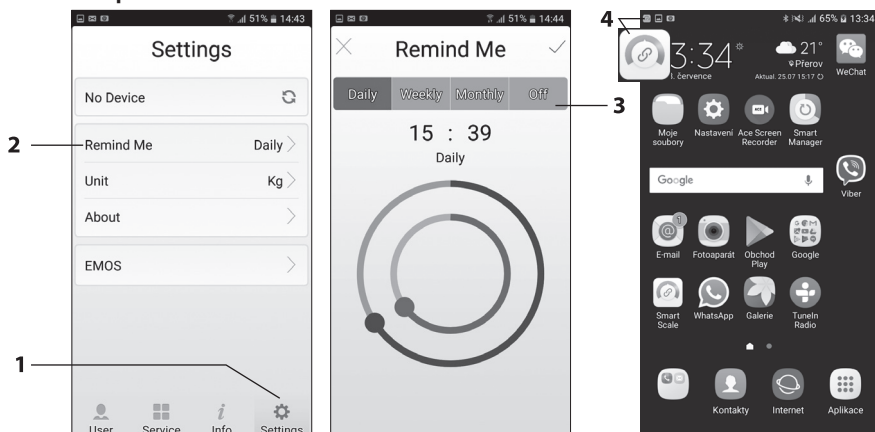 51% 14:43
Settings
No Device
Remind Me Daily
Unit Kg
About
EMOS
User Service Info Settings
1
2
51% 14:44
Remind Me
Daily Weekly Monthly Off
15 : 39
Daily
3
4
65% 13:34
3:34
21°
Přerov
. července
Aktual. 25.07 15:17
WeChat
Moje soubory
Nastavení
Ace Screen Recorder
Smart Manager
Google
Viber
1
E-mail
Fotoaparát
Obchod Play
Google
Smart Scale
WhatsApp
Galerie
TuneIn Radio
Kontakty
Internet
Aplikace